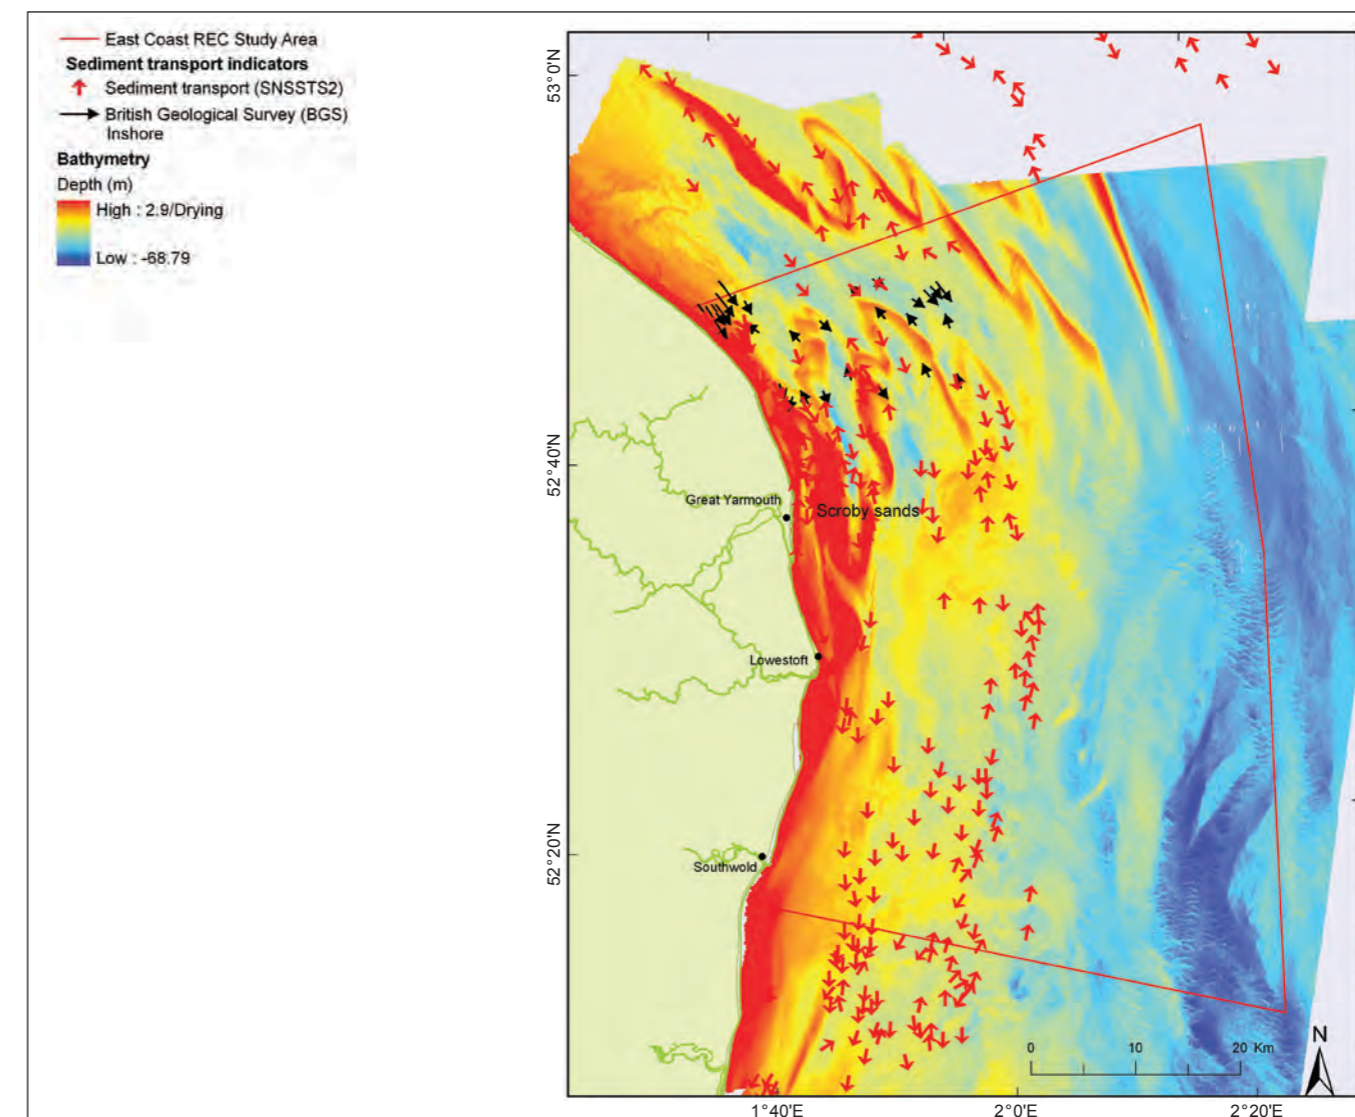 East Coast REC Study Area
Sediment transport indicators
Sediment transport (SNSSTS2)
British Geological Survey (BGS)
Inshore
Bathymetry
Depth (m)
High : 2.9/Drying
Low : -68.79
53°0'N
52°40'N
52°20'N
Great Yarmouth
Scroby sands
Lowestoft
Southwold
N
0 10 20 Km
1°40'E 2°0'E 2°20'E